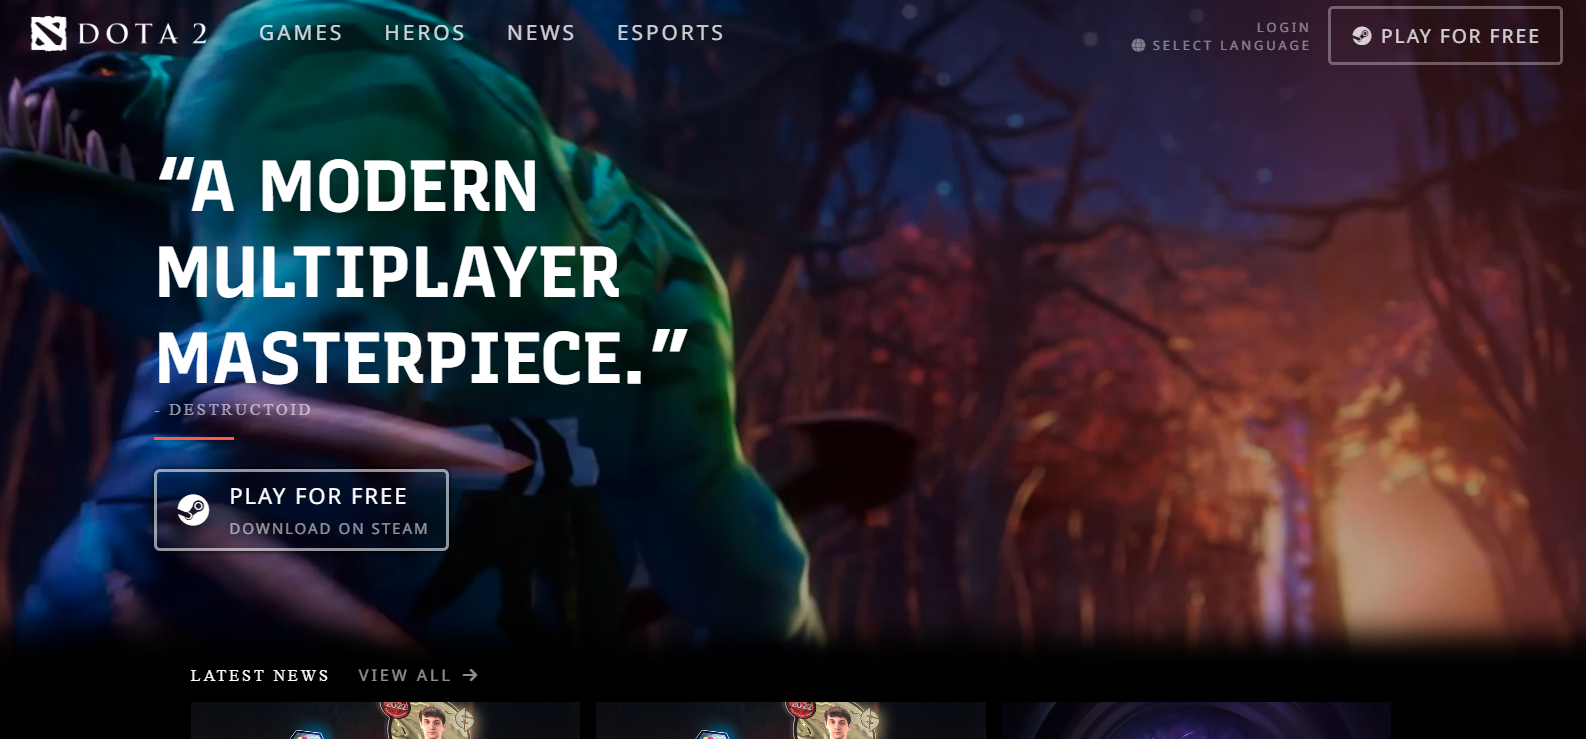 DOTA 2
GAMES HEROS NEWS ESPORTS
LOGIN
SELECT LANGUAGE
PLAY FOR FREE
“A MODERN
MULTIPLAYER
MASTERPIECE.”
- DESTRUCTOID
PLAY FOR FREE
DOWNLOAD ON STEAM
LATEST NEWS VIEW ALL →
2022 2022